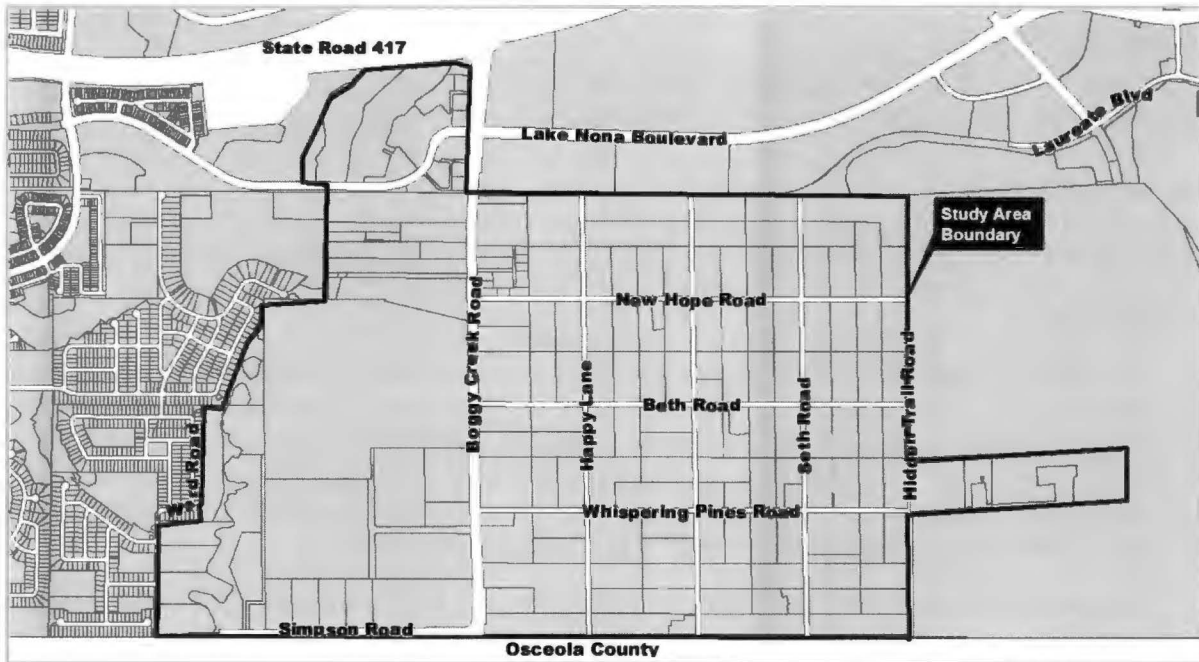 State Road 417
Lake Nona Boulevard
Laureate Blvd
Study Area
Boundary
New Hope Road
Boggy Creek Road
Happy Lane
Beth Road
Seth Road
Hidden Trail Road
Ward Road
Whispering Pines Road
Simpson Road
Osceola County